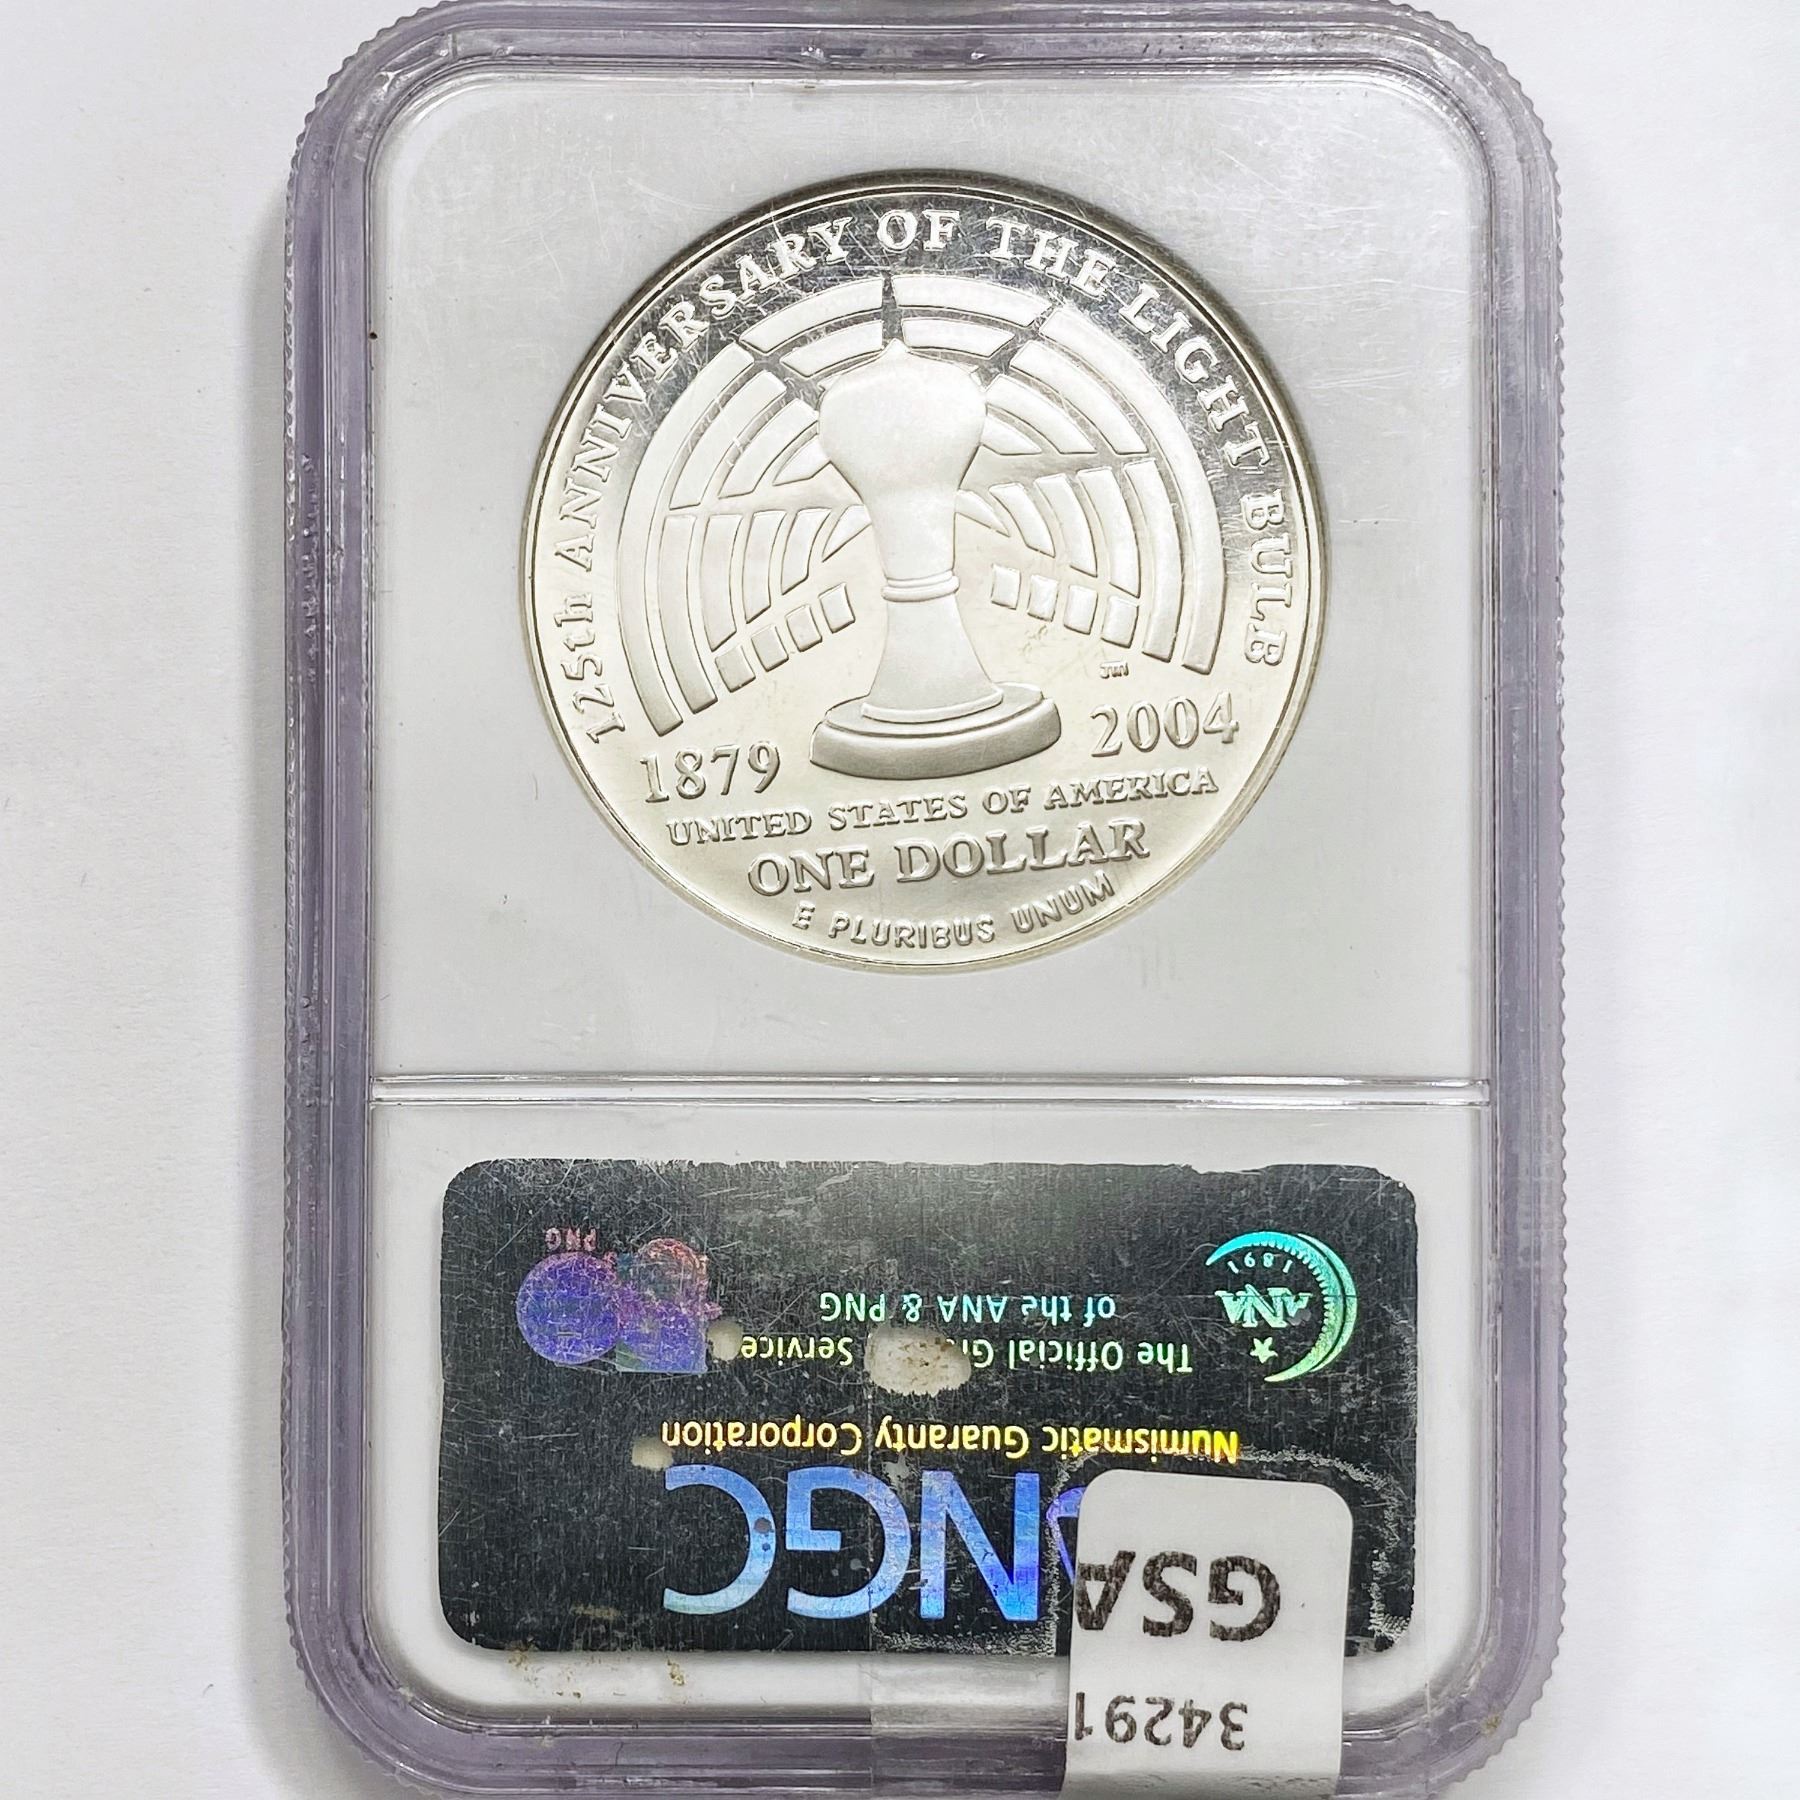 125th ANNIVERSARY OF THE LIGHT BULB
JM
1879 2004
UNITED STATES OF AMERICA
ONE DOLLAR
E PLURIBUS UNUM
GSA
34291
NGC
Numismatic Guaranty Corporation
The Official Service
of the ANA & PNG
1891
ANA
PNG